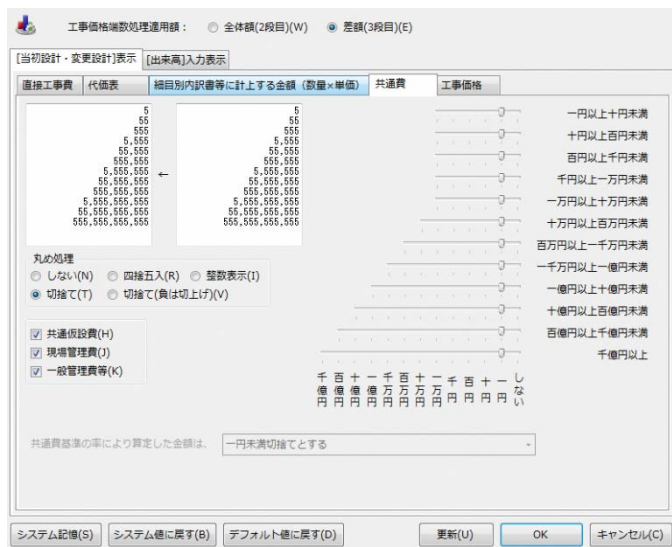 工事価格端数処理適用額： 全体額(2段目)(W) 差額(3段目)(E)
[当初設計・変更設計]表示 [出来高]入力表示
直接工事費 代価表 細目別内訳書等に計上する金額（数量×単価） 共通費 工事価格
5
55
555
5,555
55,555
555,555
5,555,555
55,555,555
555,555,555
5,555,555,555
55,555,555,555
555,555,555,555
←
5
55
555
5,555
55,555
555,555
5,555,555
55,555,555
555,555,555
5,555,555,555
55,555,555,555
555,555,555,555
一円以上十円未満
十円以上百円未満
百円以上千円未満
千円以上一万円未満
一万円以上十万円未満
十万円以上百万円未満
百万円以上一千万円未満
一千万円以上一億円未満
一億円以上十億円未満
十億円以上百億円未満
百億円以上千億円未満
千億円以上
千億円 百億円 十億円 一億円 千万円 百万円 十万円 一万円 千円 百円 十円 一円 しない
丸め処理
しない(N) 四捨五入(R) 整数表示(I)
切捨て(T) 切捨て(負は切上げ)(V)
共通仮設費(H)
現場管理費(J)
一般管理費等(K)
共通費基準の率により算定した金額は、 一円未満切捨てとする
システム記憶(S) システム値に戻す(B) デフォルト値に戻す(D) 更新(U) OK キャンセル(C)